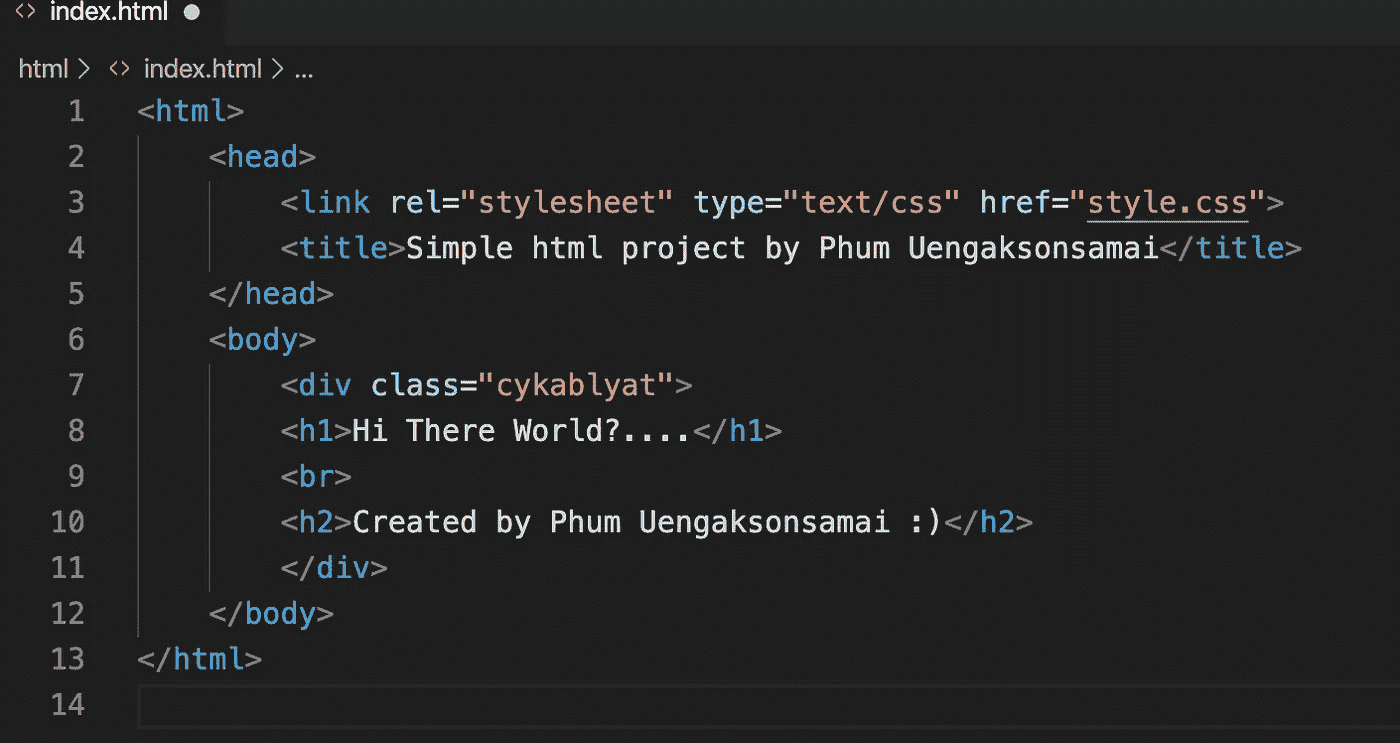 <> index.html ●
html > <> index.html > ...
1 <html>
2     <head>
3         <link rel="stylesheet" type="text/css" href="style.css">
4         <title>Simple html project by Phum Uengaksonsamai</title>
5     </head>
6     <body>
7         <div class="cykablyat">
8         <h1>Hi There World?....</h1>
9         <br>
10         <h2>Created by Phum Uengaksonsamai :)</h2>
11         </div>
12     </body>
13 </html>
14